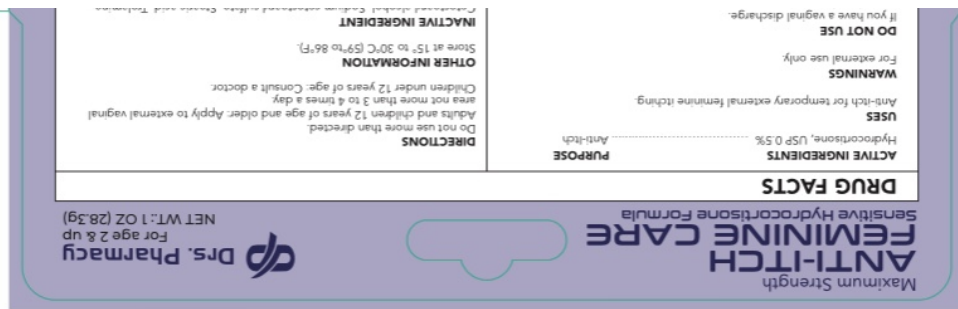 Maximum Strength
ANTI-ITCH
FEMININE CARE
Sensitive Hydrocortisone Formula
dp Drs. Pharmacy
For age 2 & up
NET WT.: 1 OZ (28.3g)
DRUG FACTS
ACTIVE INGREDIENTS PURPOSE
Hydrocortisone, USP 0.5% .......................... Anti-itch
USES
Anti-itch for temporary external feminine itching.
WARNINGS
For external use only.
DO NOT USE
If you have a vaginal discharge.
DIRECTIONS
Do not use more than directed.
Adults and children 12 years of age and older: Apply to external vaginal
area not more than 3 to 4 times a day.
Children under 12 years of age: Consult a doctor.
OTHER INFORMATION
Store at 15° to 30°C (59°to 86°F).
INACTIVE INGREDIENT